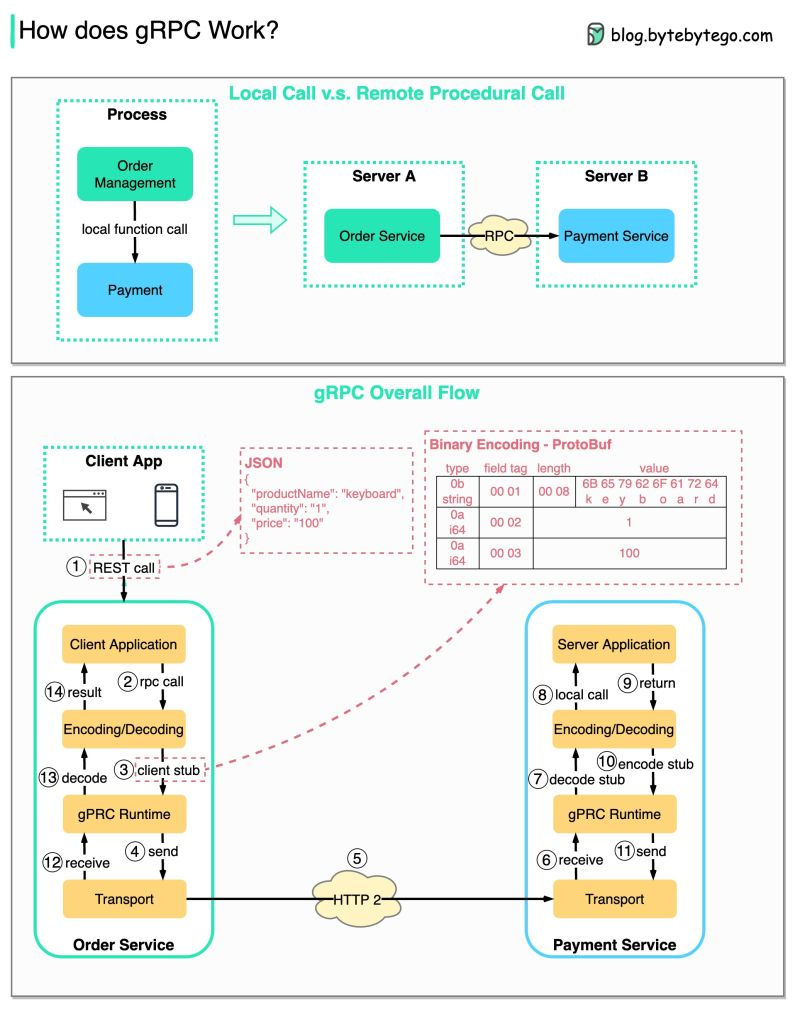 How does gRPC Work?
blog.bytebytego.com
Local Call v.s. Remote Procedural Call
Process
Order
Management
local function call
Payment
Server A
Order Service
RPC
Server B
Payment Service
gRPC Overall Flow
Client App
JSON
{
"productName": "keyboard",
"quantity": "1",
"price": "100"
}
Binary Encoding - ProtoBuf
type field tag length value
0b
string 00 01 00 08 6B 65 79 62 6F 61 72 64
k e y b o a r d
0a
i64 00 02 1
0a
i64 00 03 100
1 REST call
Client Application
14 result
2 rpc call
Encoding/Decoding
13 decode
3 client stub
gPRC Runtime
12 receive
4 send
Transport
Order Service
5
HTTP 2
Server Application
8 local call
9 return
Encoding/Decoding
7 decode stub
10 encode stub
gPRC Runtime
6 receive
11 send
Transport
Payment Service